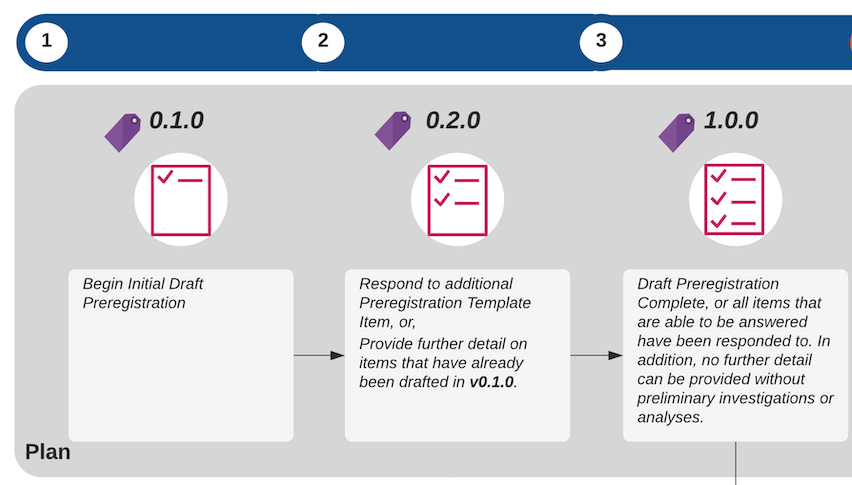 1
2
3
0.1.0
0.2.0
1.0.0
Begin Initial Draft
Preregistration
Respond to additional
Preregistration Template
Item, or,
Provide further detail on
items that have already
been drafted in v0.1.0.
Draft Preregistration
Complete, or all items that
are able to be answered
have been responded to. In
addition, no further detail
can be provided without
preliminary investigations or
analyses.
Plan